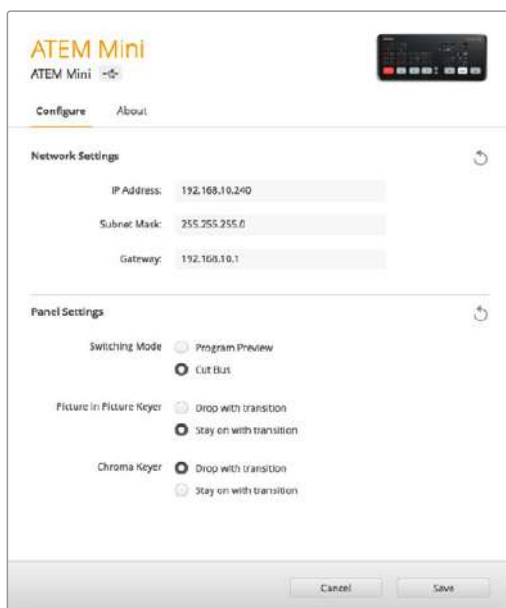 ATEM Mini
ATEM Mini
Configure About
Network Settings
IP Address: 192.168.10.240
Subnet Mask: 255.255.255.0
Gateway: 192.168.10.1
Panel Settings
Switching Mode Program Preview
Cut Bus
Picture in Picture Keyer Drop with transition
Stay on with transition
Chroma Keyer Drop with transition
Stay on with transition
Cancel Save